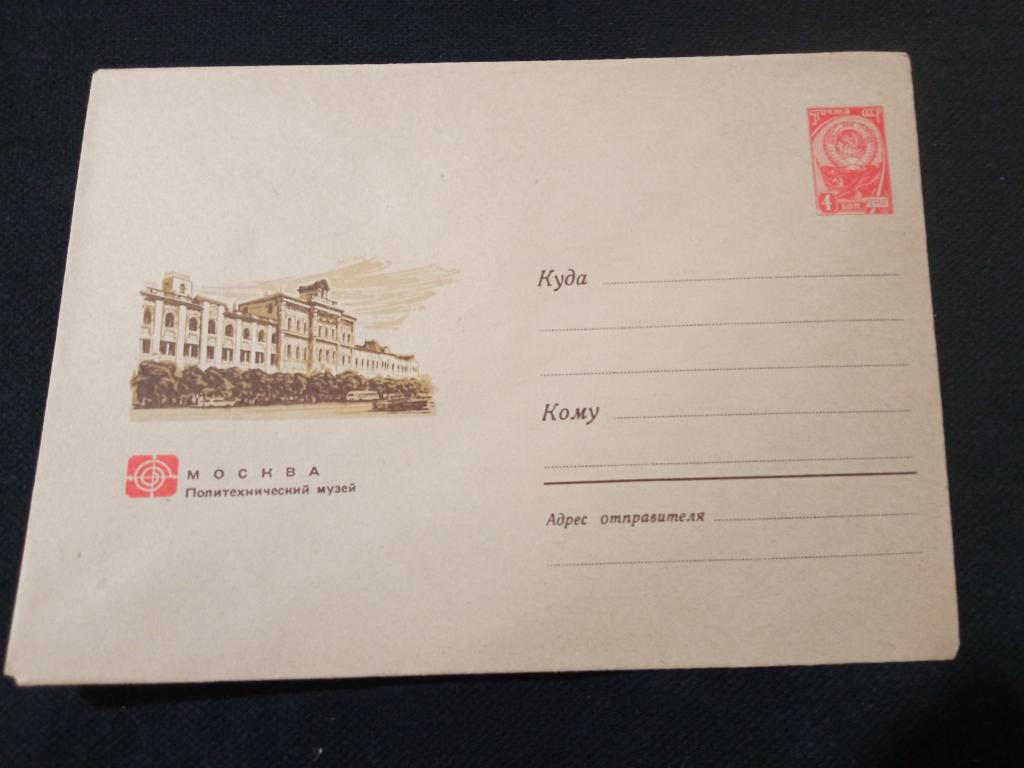 Почта СССР
4 коп.
Куда
Кому
МОСКВА
Политехнический музей
Адрес отправителя